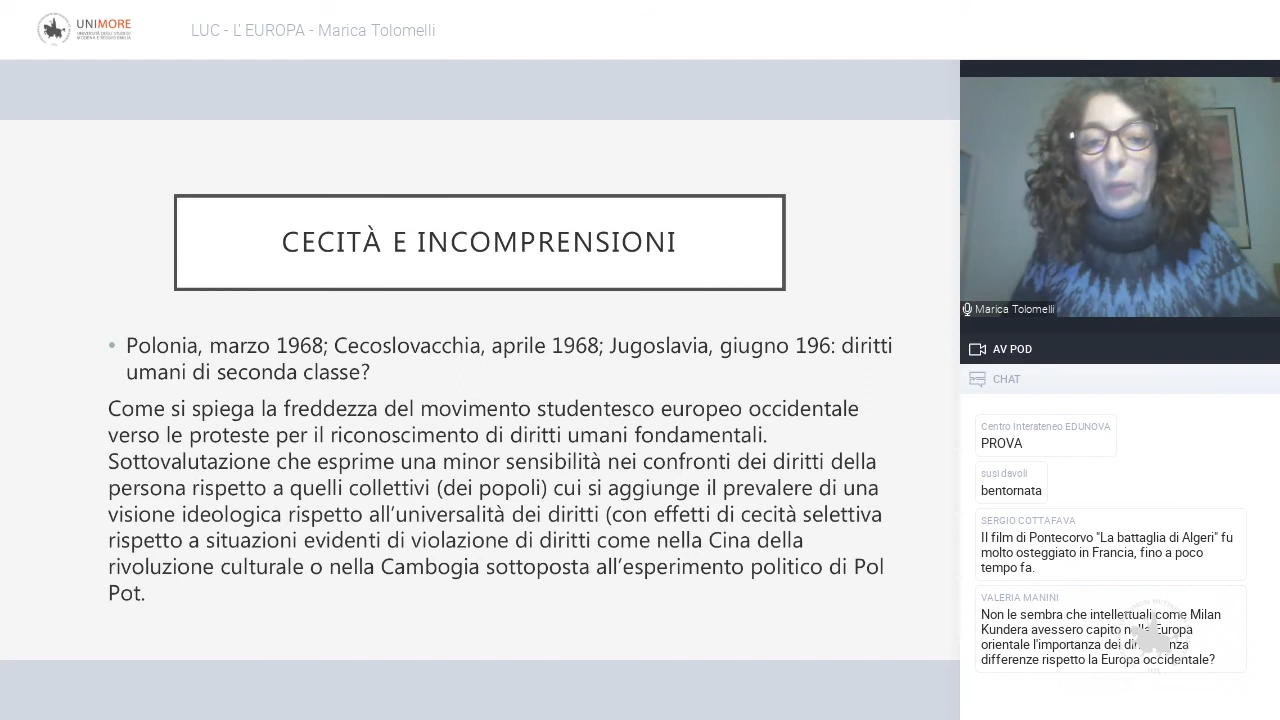 UNIMORE
UNIVERSITÀ DEGLI STUDI DI
MODENA E REGGIO EMILIA
LUC - L' EUROPA - Marica Tolomelli
CECITÀ E INCOMPRENSIONI
• Polonia, marzo 1968; Cecoslovacchia, aprile 1968; Jugoslavia, giugno 196: diritti
umani di seconda classe?
Come si spiega la freddezza del movimento studentesco europeo occidentale
verso le proteste per il riconoscimento di diritti umani fondamentali.
Sottovalutazione che esprime una minor sensibilità nei confronti dei diritti della
persona rispetto a quelli collettivi (dei popoli) cui si aggiunge il prevalere di una
visione ideologica rispetto all'universalità dei diritti (con effetti di cecità selettiva
rispetto a situazioni evidenti di violazione di diritti come nella Cina della
rivoluzione culturale o nella Cambogia sottoposta all'esperimento politico di Pol
Pot.
Marica Tolomelli
AV POD
CHAT
Centro Interateneo EDUNOVA
PROVA
susi davoli
bentornata
SERGIO COTTAFAVA
Il film di Pontecorvo "La battaglia di Algeri" fu
molto osteggiato in Francia, fino a poco
tempo fa.
VALERIA MANINI
Non le sembra che intellettuali come Milan
Kundera avessero capito nella Europa
orientale l'importanza dei
differenze rispetto la Europa occidentale?